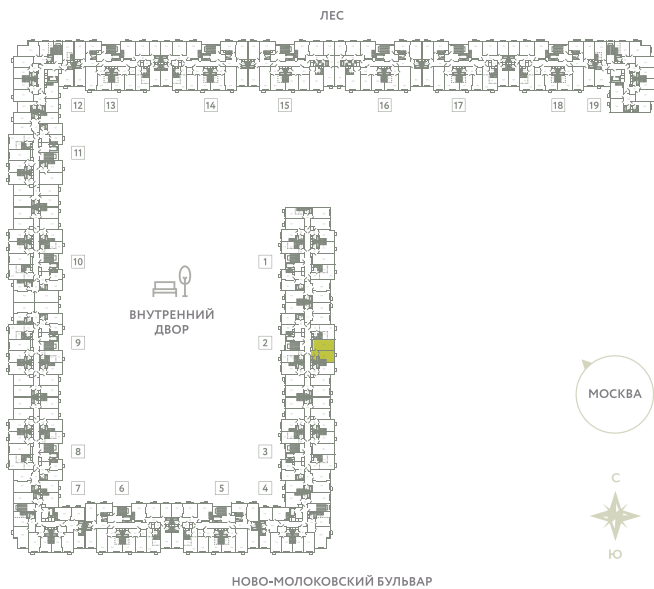 ЛЕС
12 13 14 15 16 17 18 19
11
10 1
ВНУТРЕННИЙ
ДВОР
9 2
МОСКВА
8 3
7 6 5 4
С
Ю
НОВО-МОЛОКОВСКИЙ БУЛЬВАР